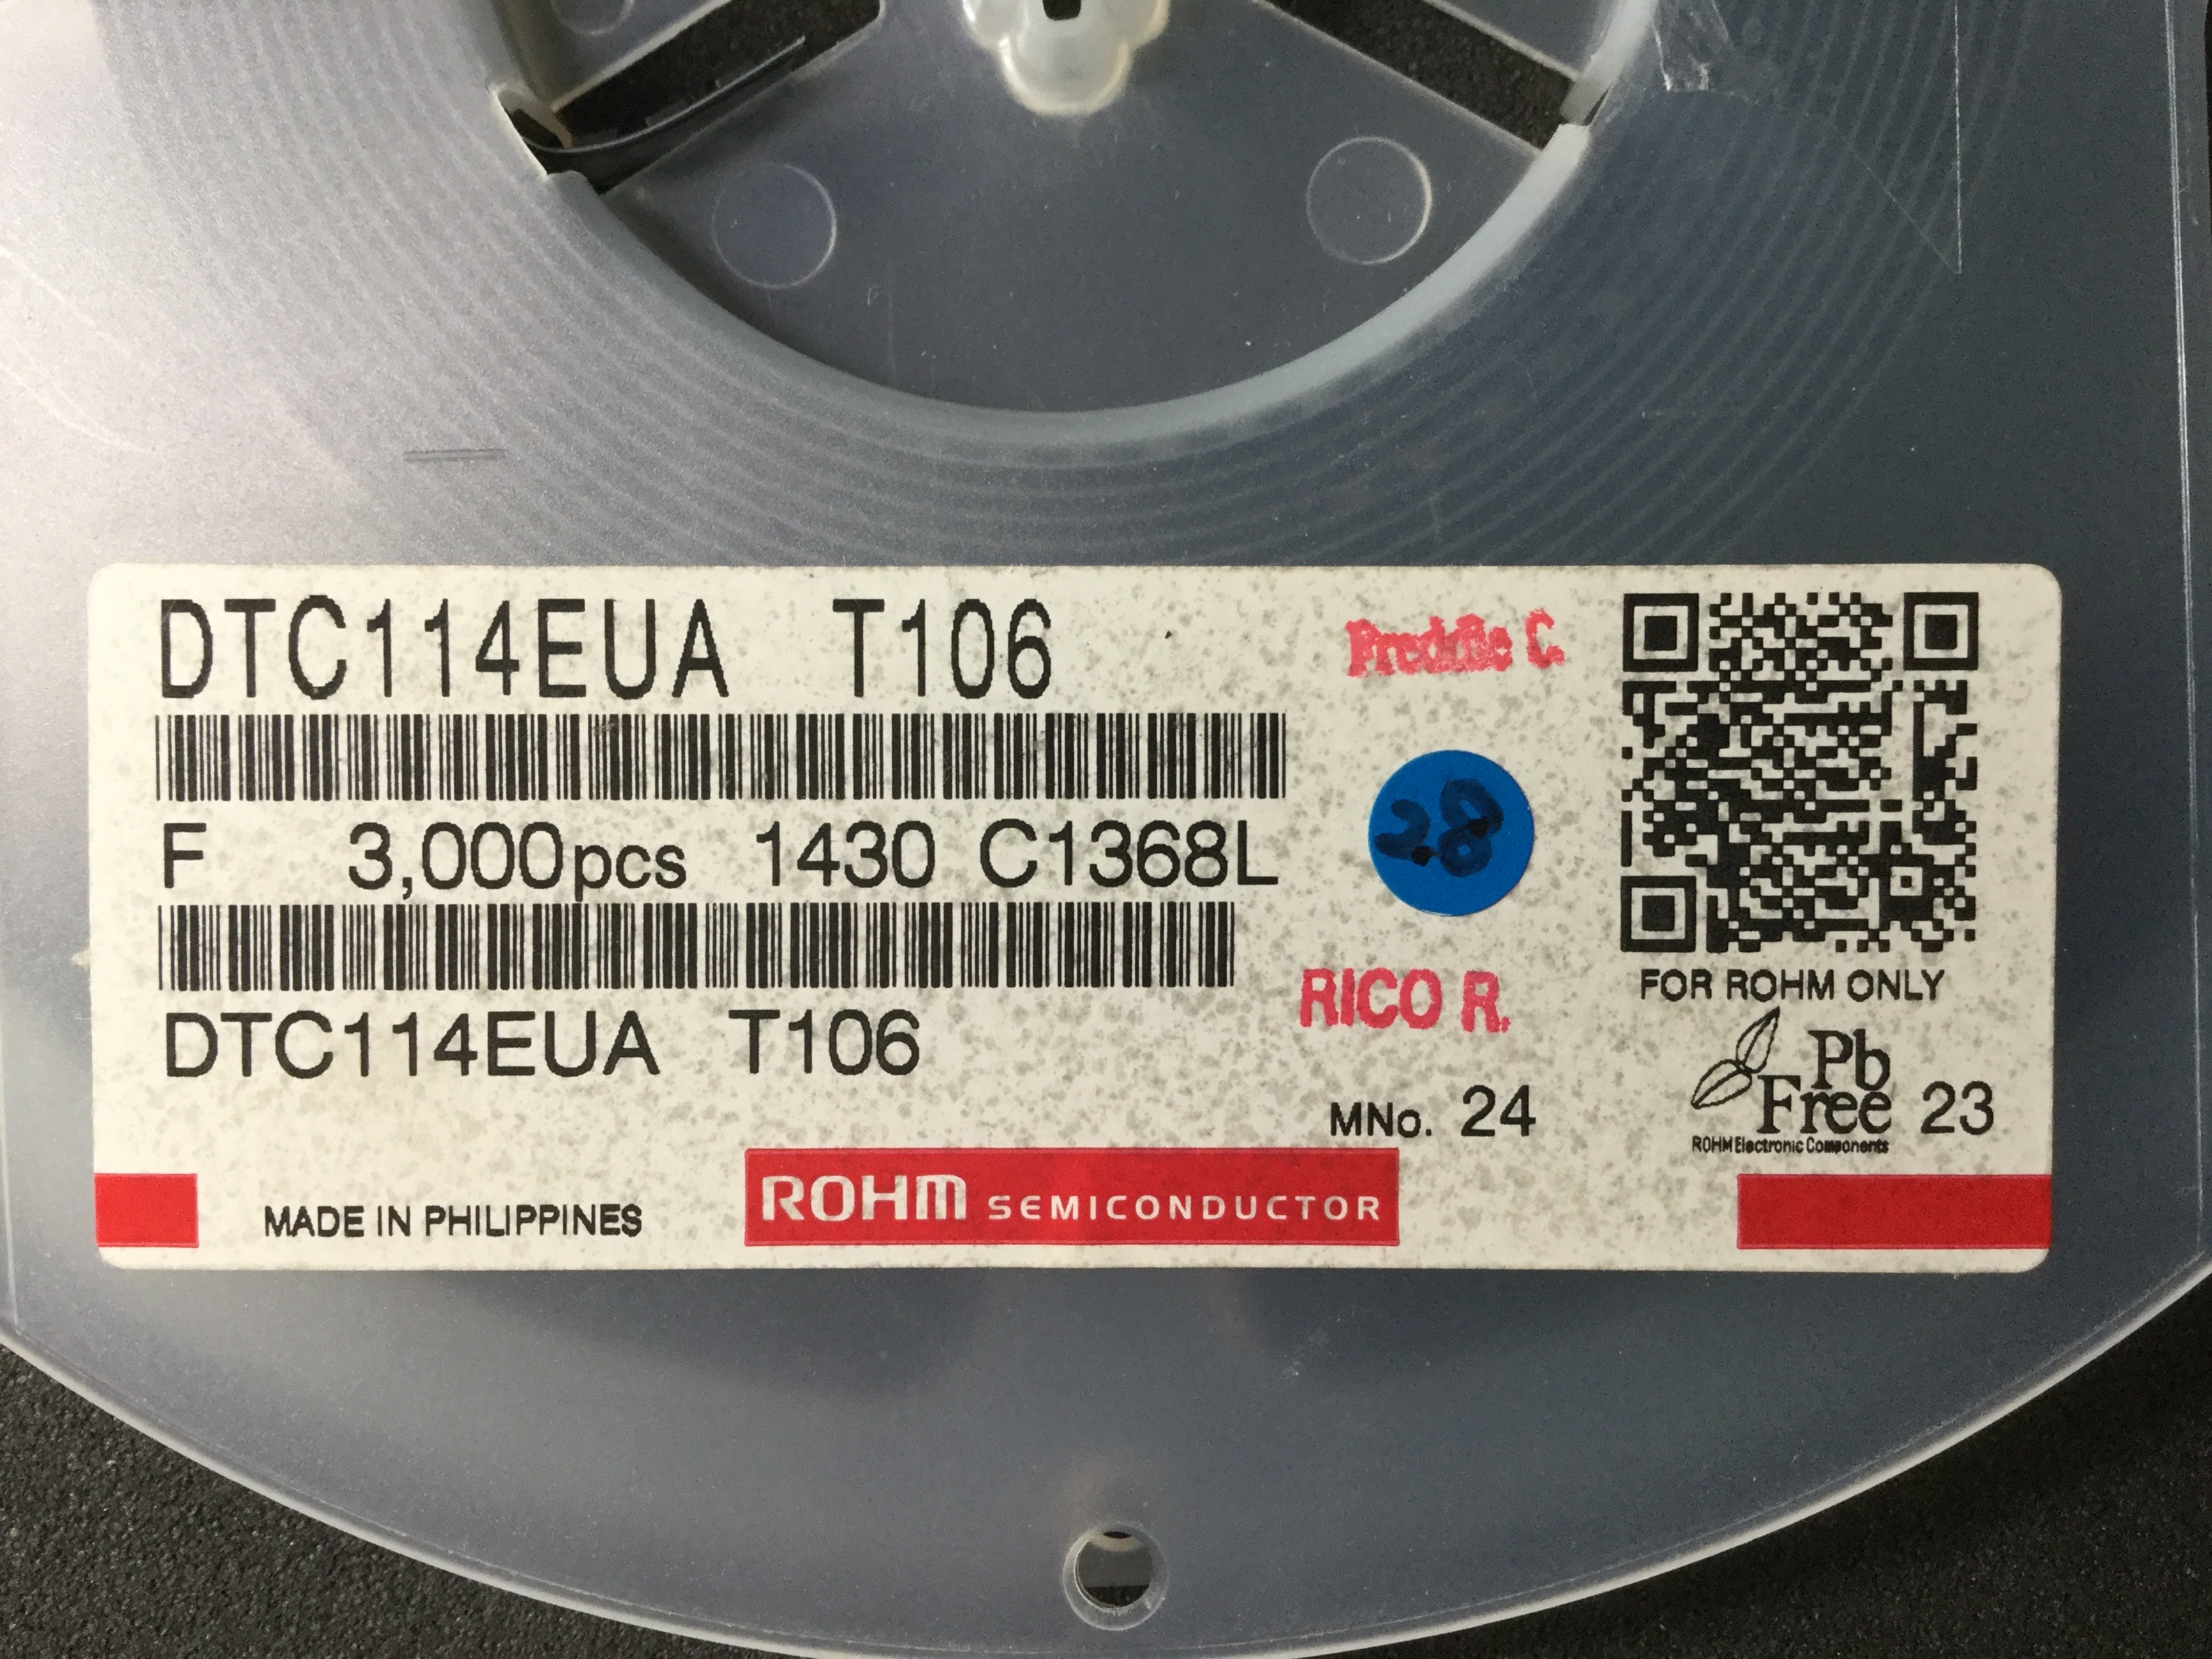 DTC114EUA T106
Freddie C.
F 3,000pcs 1430 C1368L
28
DTC114EUA T106
RICO R.
FOR ROHM ONLY
MNo. 24
Pb
Free 23
ROHM Electronic Components
MADE IN PHILIPPINES
ROHM SEMICONDUCTOR